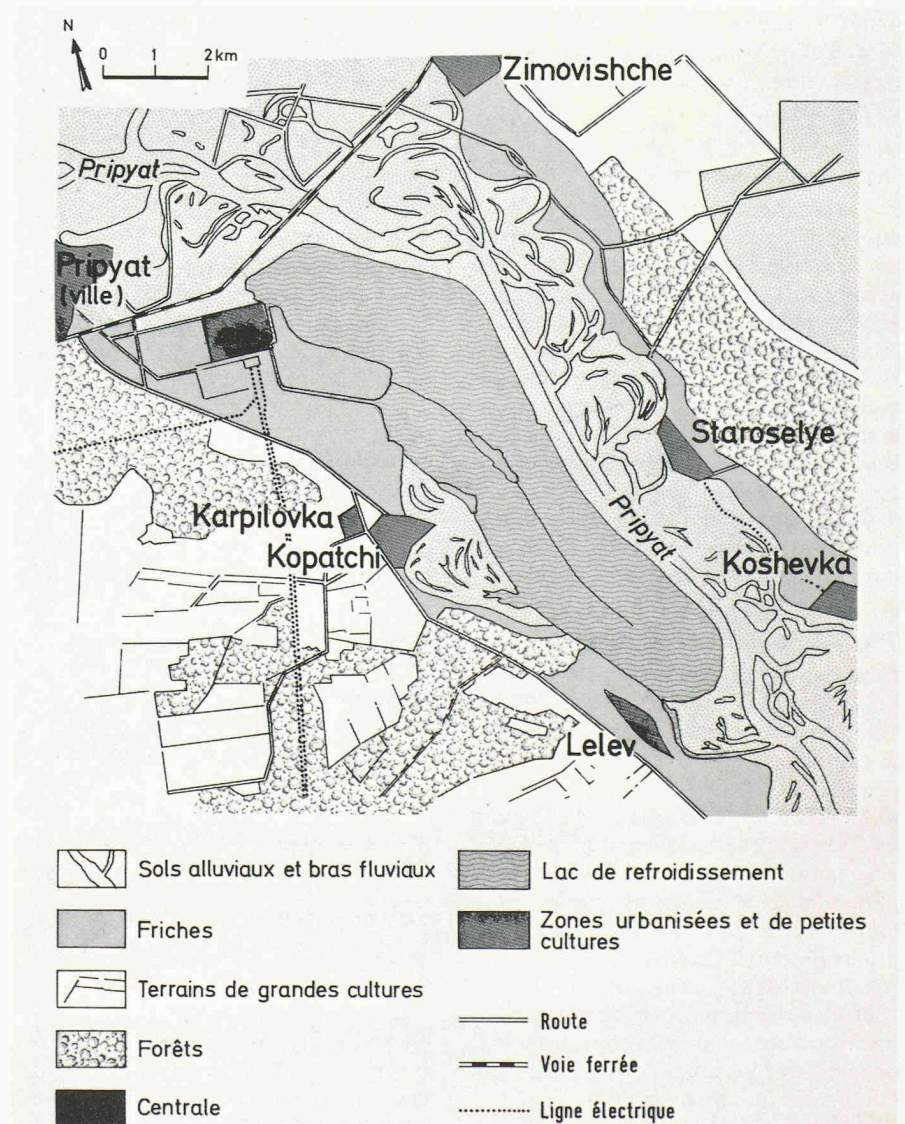 N
0 1 2 km
Zimovishche
Pripyat
Pripyat
(ville)
Staroselye
Pripyat
Karpilovka
Kopatchi
Koshevka
Lelev
Sols alluviaux et bras fluviaux
Friches
Terrains de grandes cultures
Forêts
Centrale
Lac de refroidissement
Zones urbanisées et de petites
cultures
Route
Voie ferrée
Ligne électrique